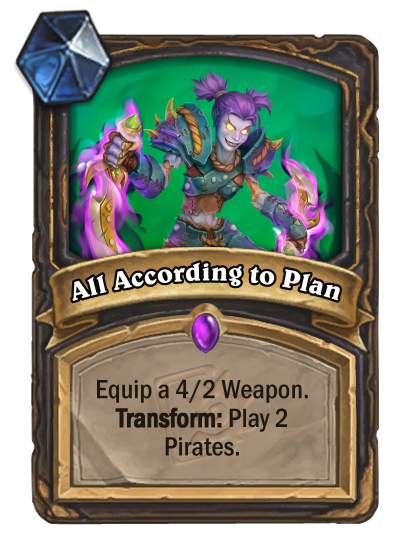 All According to Plan
Equip a 4/2 Weapon.
Transform: Play 2
Pirates.